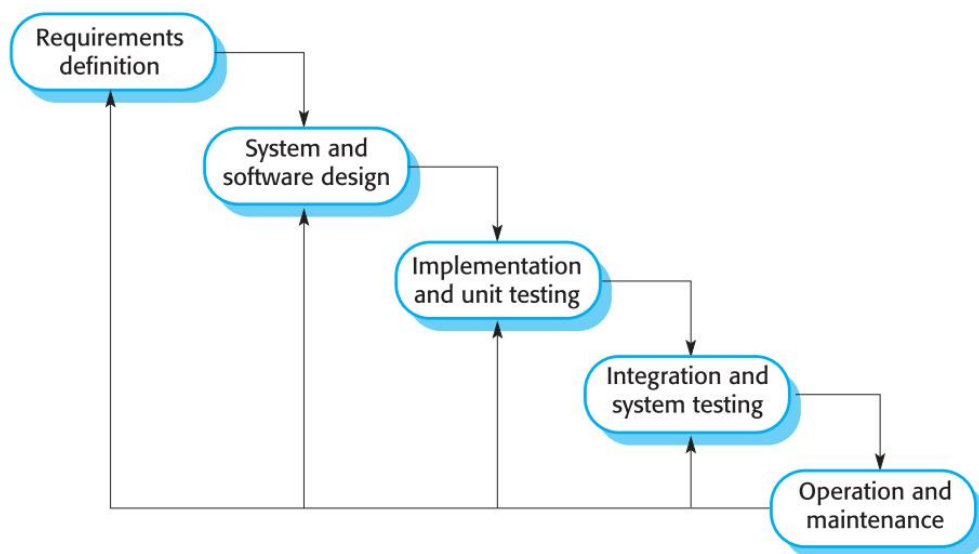 Requirements
definition
System and
software design
Implementation
and unit testing
Integration and
system testing
Operation and
maintenance